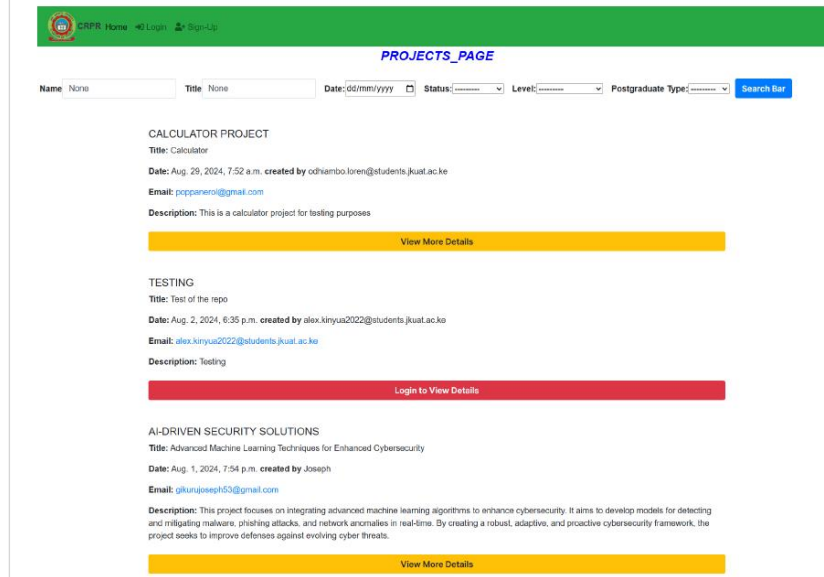 CRPR Home Login Sign-Up
PROJECTS_PAGE
Name None Title None Date: dd/mm/yyyy Status: --------- Level: --------- Postgraduate Type: --------- Search Bar
CALCULATOR PROJECT
Title: Calculator
Date: Aug. 29, 2024, 7:52 a.m. created by odhiambo.loren@students.jkuat.ac.ke
Email: poppanerol@gmail.com
Description: This is a calculator project for testing purposes
View More Details
TESTING
Title: Test of the repo
Date: Aug. 2, 2024, 6:35 p.m. created by alex.kinyua2022@students.jkuat.ac.ke
Email: alex.kinyua2022@students.jkuat.ac.ke
Description: Testing
Login to View Details
AI-DRIVEN SECURITY SOLUTIONS
Title: Advanced Machine Learning Techniques for Enhanced Cybersecurity
Date: Aug. 1, 2024, 7:54 p.m. created by Joseph
Email: gikurujoseph53@gmail.com
Description: This project focuses on integrating advanced machine learning algorithms to enhance cybersecurity. It aims to develop models for detecting
and mitigating malware, phishing attacks, and network anomalies in real-time. By creating a robust, adaptive, and proactive cybersecurity framework, the
project seeks to improve defenses against evolving cyber threats.
View More Details